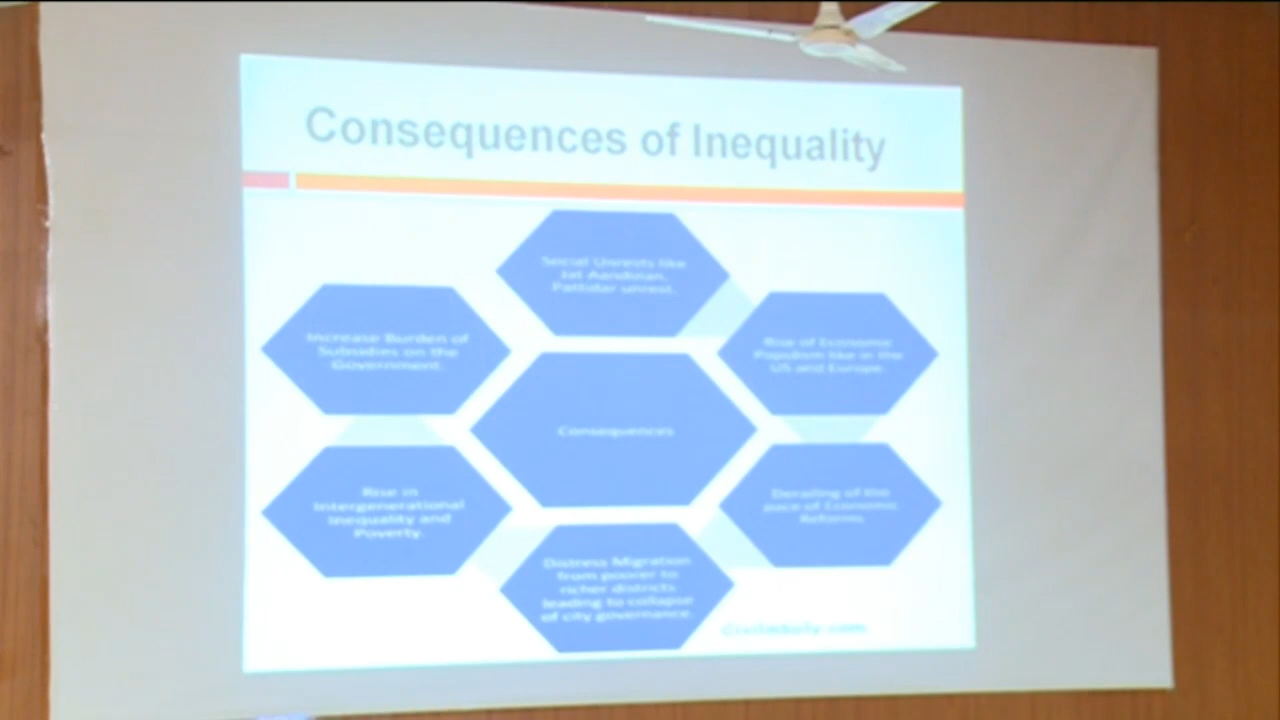 Consequences of Inequality
Social Unrests like
Jat Aandolan,
Patidar unrest.
Rise of Economic
Populism like in the
US and Europe.
Derailing of the
pace of Economic
Reforms.
Distress Migration
from poorer to
richer districts
leading to collapse
of city governance.
Rise in
Intergenerational
Inequality and
Poverty.
Increase Burden of
Subsidies on the
Government.
Consequences